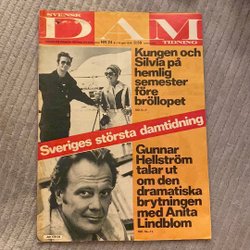 SVENSK
DAM
TIDNING
Kungen och
Silvia på
hemlig
semester
före
bröllopet
Sveriges största damtidning
Gunnar
Hellström
talar ut
om den
dramatiska
brytningen
med Anita
Lindblom